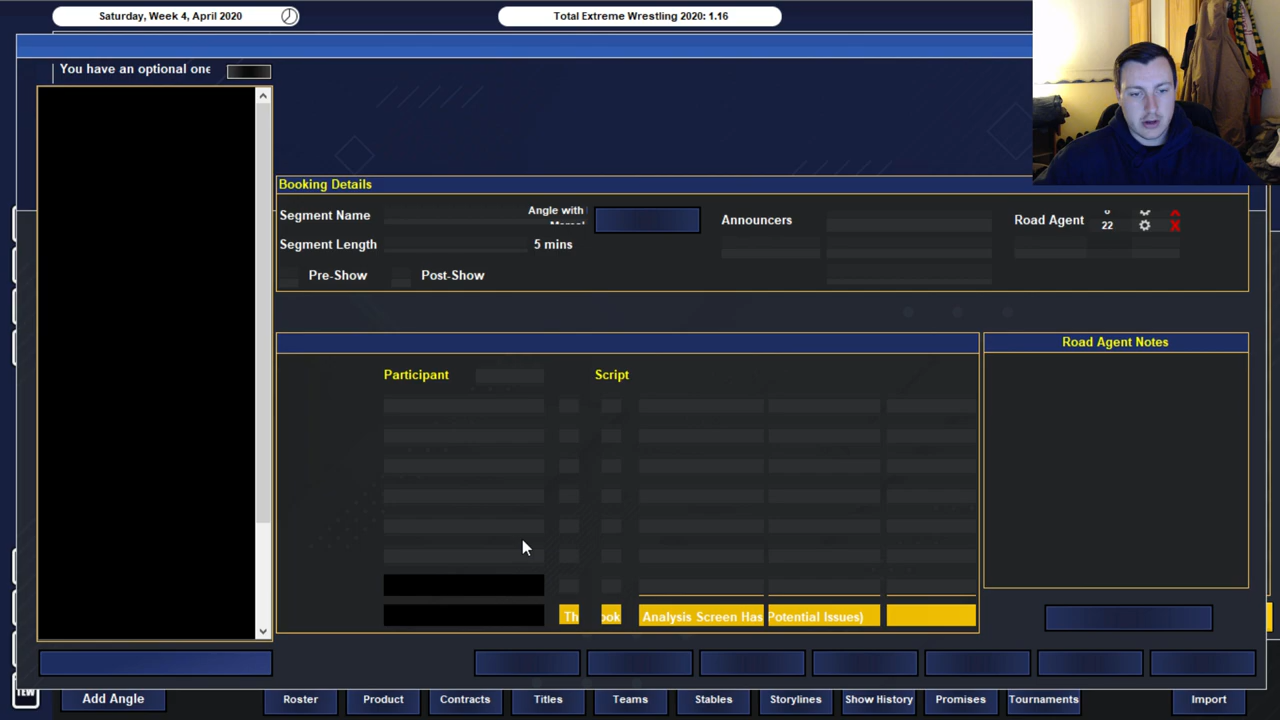 Saturday, Week 4, April 2020
Total Extreme Wrestling 2020: 1.16
You have an optional one
Booking Details
Segment Name
Angle with
Announcers
Road Agent
22
Segment Length
5 mins
Pre-Show
Post-Show
Road Agent Notes
Participant
Script
Th ook Analysis Screen Has Potential Issues)
TEW
Add Angle
Roster
Product
Contracts
Titles
Teams
Stables
Storylines
Show History
Promises
Tournaments
Import